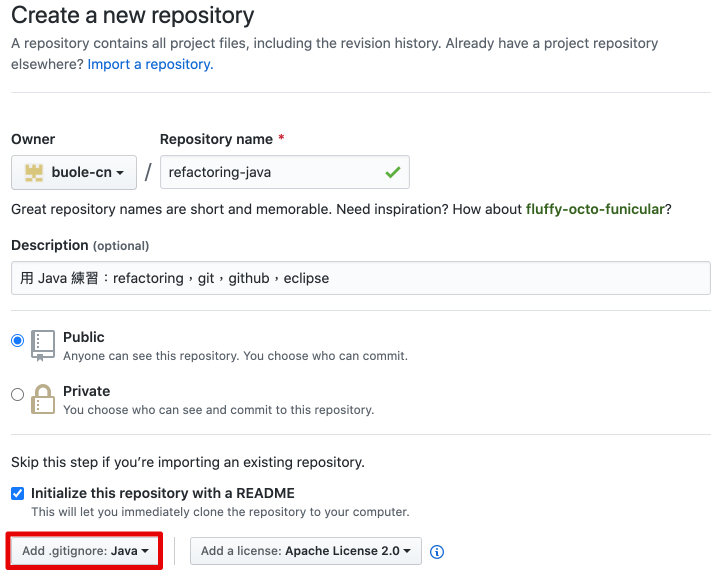 Create a new repository
A repository contains all project files, including the revision history. Already have a project repository
elsewhere? Import a repository.
Owner
Repository name *
buole-cn
/
refactoring-java
Great repository names are short and memorable. Need inspiration? How about fluffy-octo-funicular?
Description (optional)
用 Java 練習：refactoring，git，github，eclipse
Public
Anyone can see this repository. You choose who can commit.
Private
You choose who can see and commit to this repository.
Skip this step if you’re importing an existing repository.
Initialize this repository with a README
This will let you immediately clone the repository to your computer.
Add .gitignore: Java
Add a license: Apache License 2.0